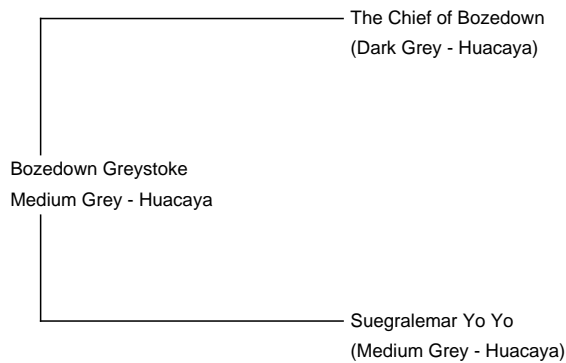 The Chief of Bozedown
(Dark Grey - Huacaya)
Bozedown Greystoke
Medium Grey - Huacaya
Suegralemar Yo Yo
(Medium Grey - Huacaya)